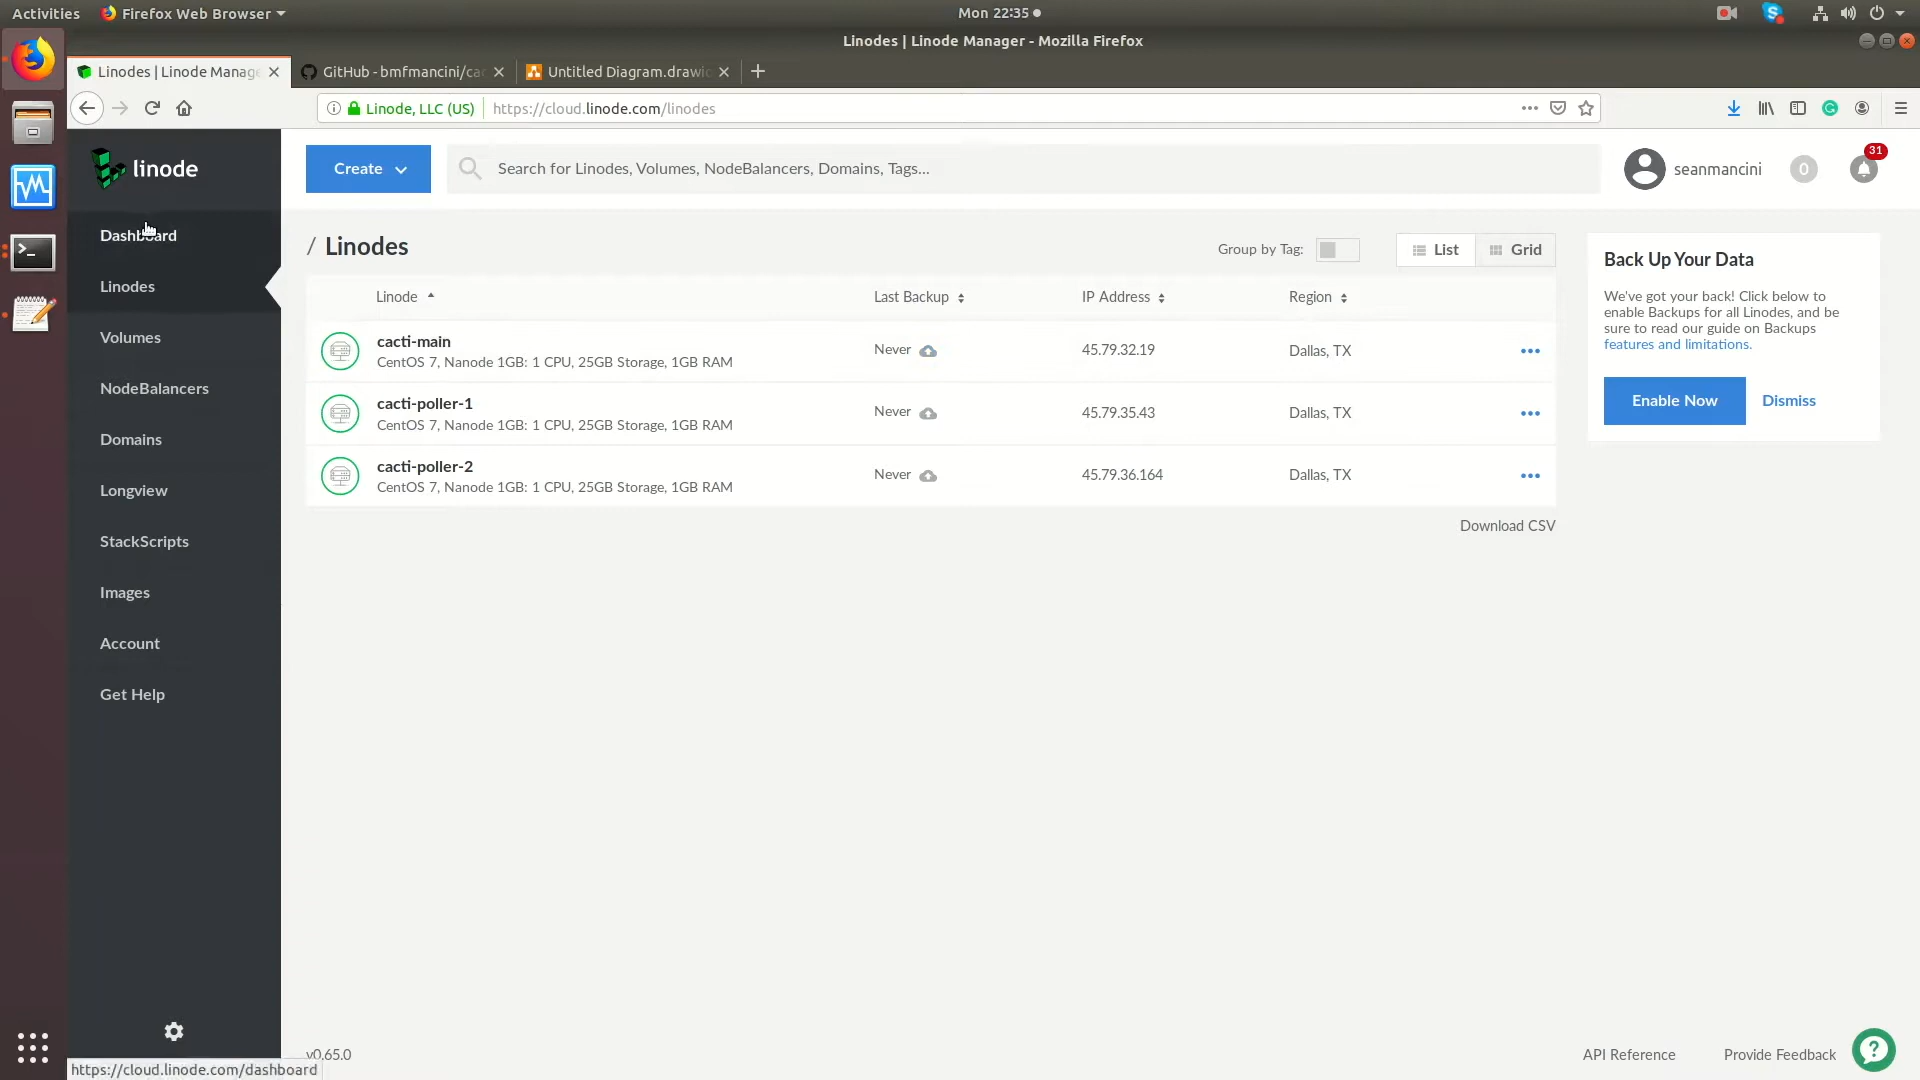 Activities
Firefox Web Browser
Mon 22:35
Linodes | Linode Manager - Mozilla Firefox
Linodes | Linode Manage
GitHub - bmfmancini/cac
Untitled Diagram.drawio
Linode, LLC (US)
https://cloud.linode.com/linodes
linode
Create
Search for Linodes, Volumes, NodeBalancers, Domains, Tags...
seanmancini
0
31
Dashboard
Linodes
Volumes
NodeBalancers
Domains
Longview
StackScripts
Images
Account
Get Help
/ Linodes
Group by Tag:
List
Grid
Linode
Last Backup
IP Address
Region
cacti-main
CentOS 7, Nanode 1GB: 1 CPU, 25GB Storage, 1GB RAM
Never
45.79.32.19
Dallas, TX
cacti-poller-1
CentOS 7, Nanode 1GB: 1 CPU, 25GB Storage, 1GB RAM
Never
45.79.35.43
Dallas, TX
cacti-poller-2
CentOS 7, Nanode 1GB: 1 CPU, 25GB Storage, 1GB RAM
Never
45.79.36.164
Dallas, TX
Download CSV
Back Up Your Data
We've got your back! Click below to
enable Backups for all Linodes, and be
sure to read our guide on Backups
features and limitations.
Enable Now
Dismiss
v0.65.0
API Reference
Provide Feedback
https://cloud.linode.com/dashboard